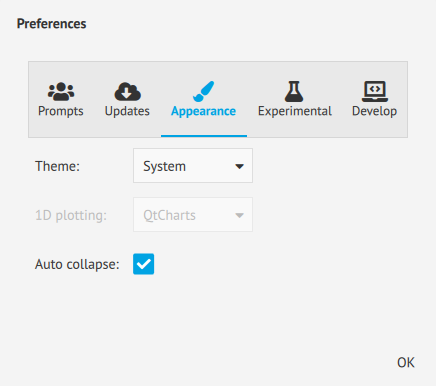 Preferences
Prompts Updates Appearance Experimental Develop
Theme: System
1D plotting: QtCharts
Auto collapse:
OK